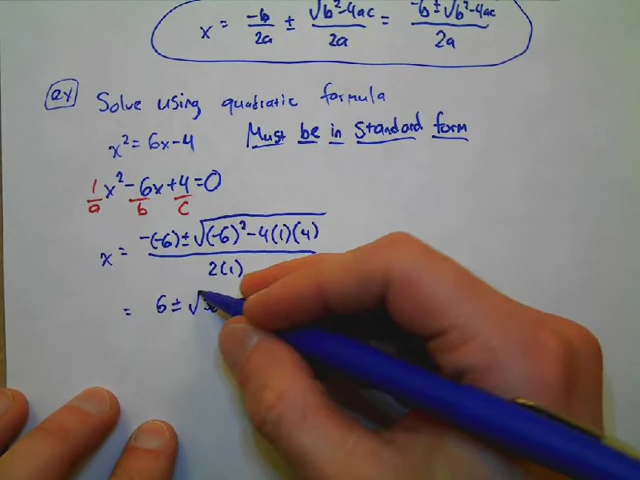 x = -b/2a ± √b²-4ac/2a = -b±√b²-4ac/2a
Ex Solve using quadratic formula
x² = 6x-4 Must be in Standard form
1x²-6x+4=0
a b c
x = -(-6)±√(-6)²-4(1)(4)/2(1)
= 6±√